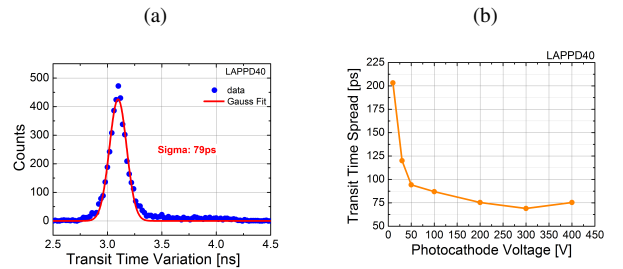 (a)
(b)
LAPPD40
data
Gauss Fit
Sigma: 79ps
Counts
500
400
300
200
100
0
2.5 3.0 3.5 4.0 4.5
Transit Time Variation [ns]
LAPPD40
Transit Time Spread [ps]
225
200
175
150
125
100
75
50
0 50 100 150 200 250 300 350 400 450
Photocathode Voltage [V]